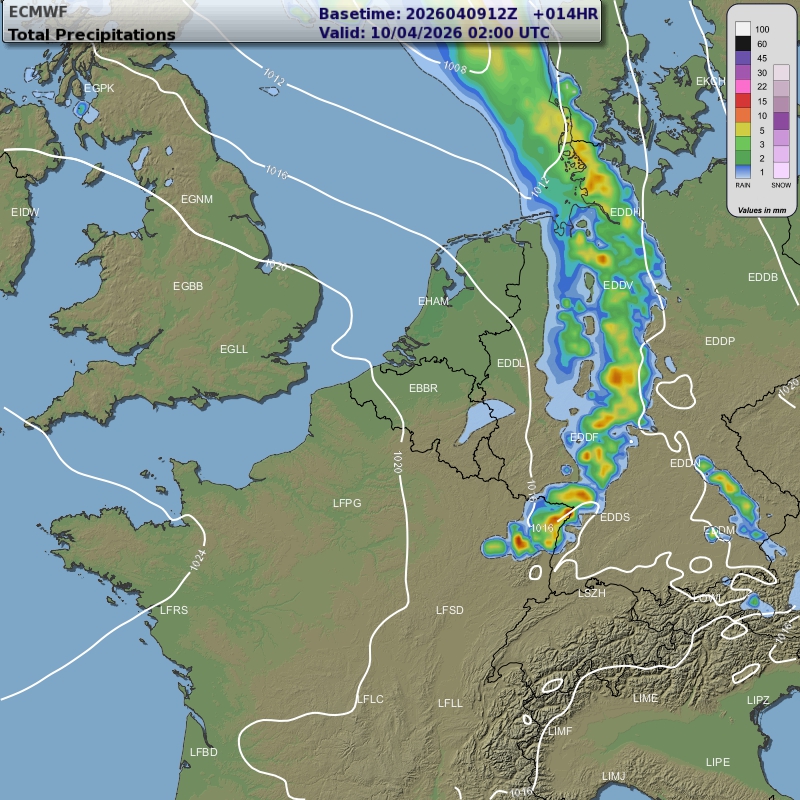 ECMWF
Basetime: 2026040912Z +014HR
Total Precipitations
Valid: 10/04/2026 02:00 UTC
100
60
45
30
22
15
10
5
3
2
1
RAIN
SNOW
Values in mm
1008
1012
EGPK
EKCH
1016
1012
EGNM
EIDW
EDDH
1020
EDDB
EGBB
EDDV
EHAM
EDDP
EGLL
EDDL
EBBR
1020
EDDF
1020
EDDN
LFPG
EDDS
1016
EDDM
1024
LSZH
LOWI
LFRS
LFSD
LFLC
LFLL
LIME
LIPZ
LIMF
LFBD
LIPE
LIMJ
1016